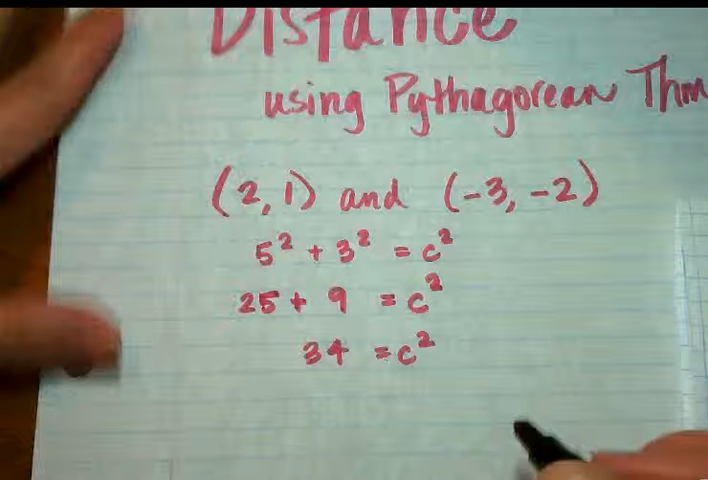 Distance
using Pythagorean Thm
(2, 1) and (-3, -2)
5² + 3² = c²
25 + 9 = c²
34 = c²